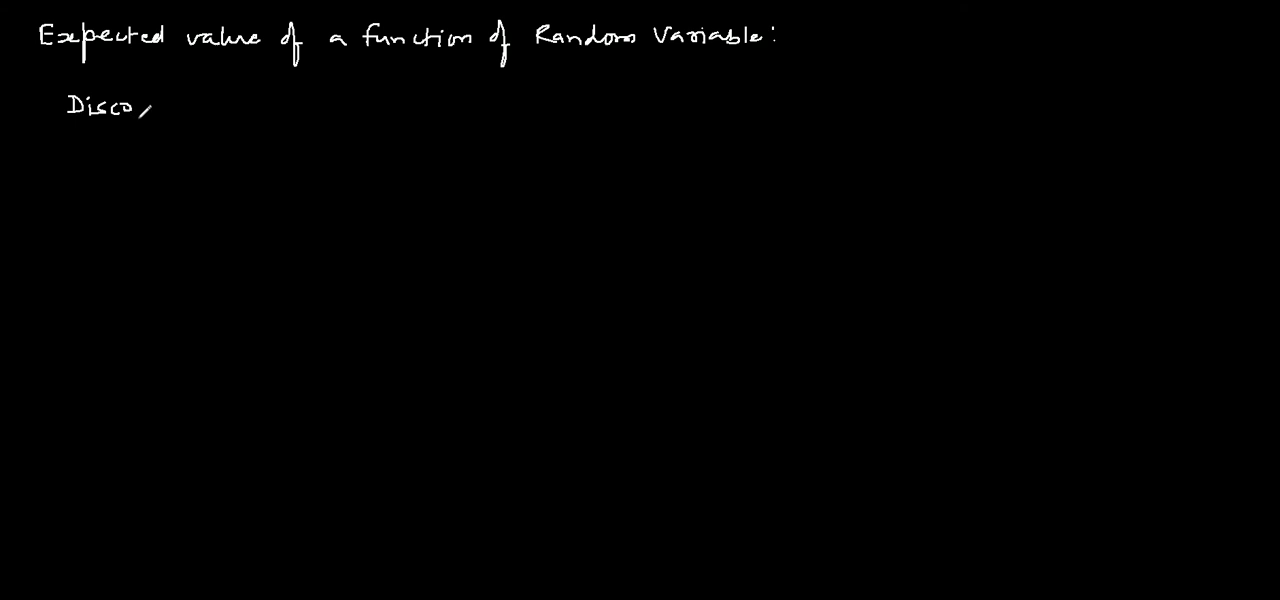 Expected value of a function of Random Variable:
Disco